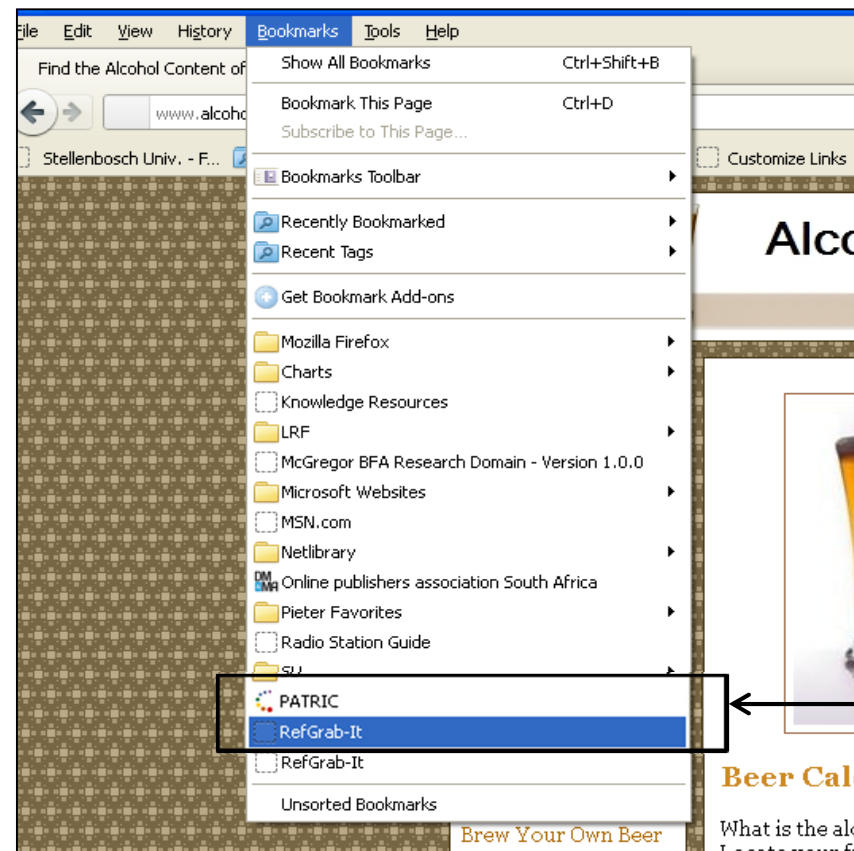 File Edit View History Bookmarks Tools Help
Find the Alcohol Content of
Show All Bookmarks Ctrl+Shift+B
www.alcoho
Bookmark This Page Ctrl+D
Subscribe to This Page...
Stellenbosch Univ. - F...
Customize Links
Bookmarks Toolbar
Recently Bookmarked
Recent Tags
Alco
Get Bookmark Add-ons
Mozilla Firefox
Charts
Knowledge Resources
LRF
McGregor BFA Research Domain - Version 1.0.0
Microsoft Websites
MSN.com
Netlibrary
Online publishers association South Africa
Pieter Favorites
Radio Station Guide
SU
PATRIC
RefGrab-It
RefGrab-It
Unsorted Bookmarks
Beer Cal
Brew Your Own Beer
What is the alc